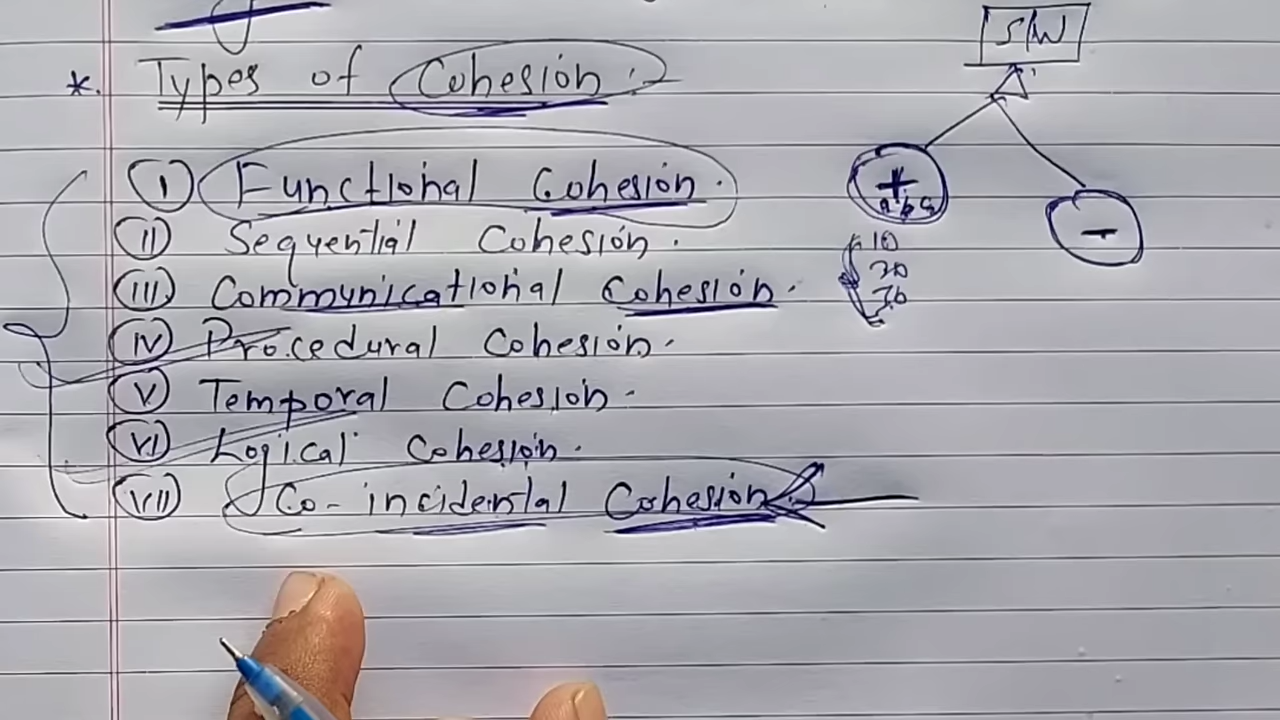 *. Types of Cohesion :-
(I) Functional Cohesion.
(II) Sequential Cohesion.
(III) Communicational Cohesion.
(IV) Procedural Cohesion.
(V) Temporal Cohesion.
(VI) Logical Cohesion.
(VII) Co-incidental Cohesion.
S/W
+
a b c
-
10
20
30